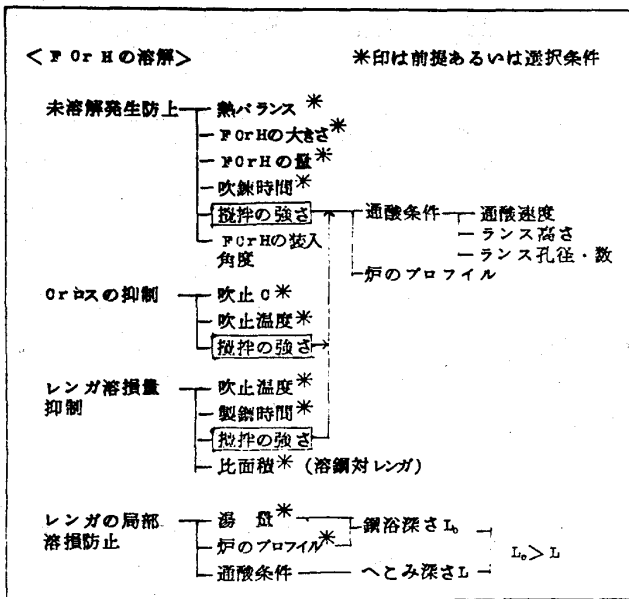 <FCrHの溶解> ＊印は前提あるいは選択条件
未溶解発生防止 熱バランス＊
FCrHの大きさ＊
FCrHの量＊
吹錬時間＊
攪拌の強さ 通酸条件 通酸速度
FCrHの装入 ランス高さ
角度 ランス孔径・数
炉のプロフィル
Crロスの抑制 吹止C＊
吹止温度＊
攪拌の強さ
レンガ溶損量 吹止温度＊
抑制 製鋼時間＊
攪拌の強さ
比面積＊ (溶鋼対レンガ)
レンガの局部 湯量＊ 鋼浴深さL₀
溶損防止 炉のプロフィル＊
L₀>L
通酸条件 へこみ深さL